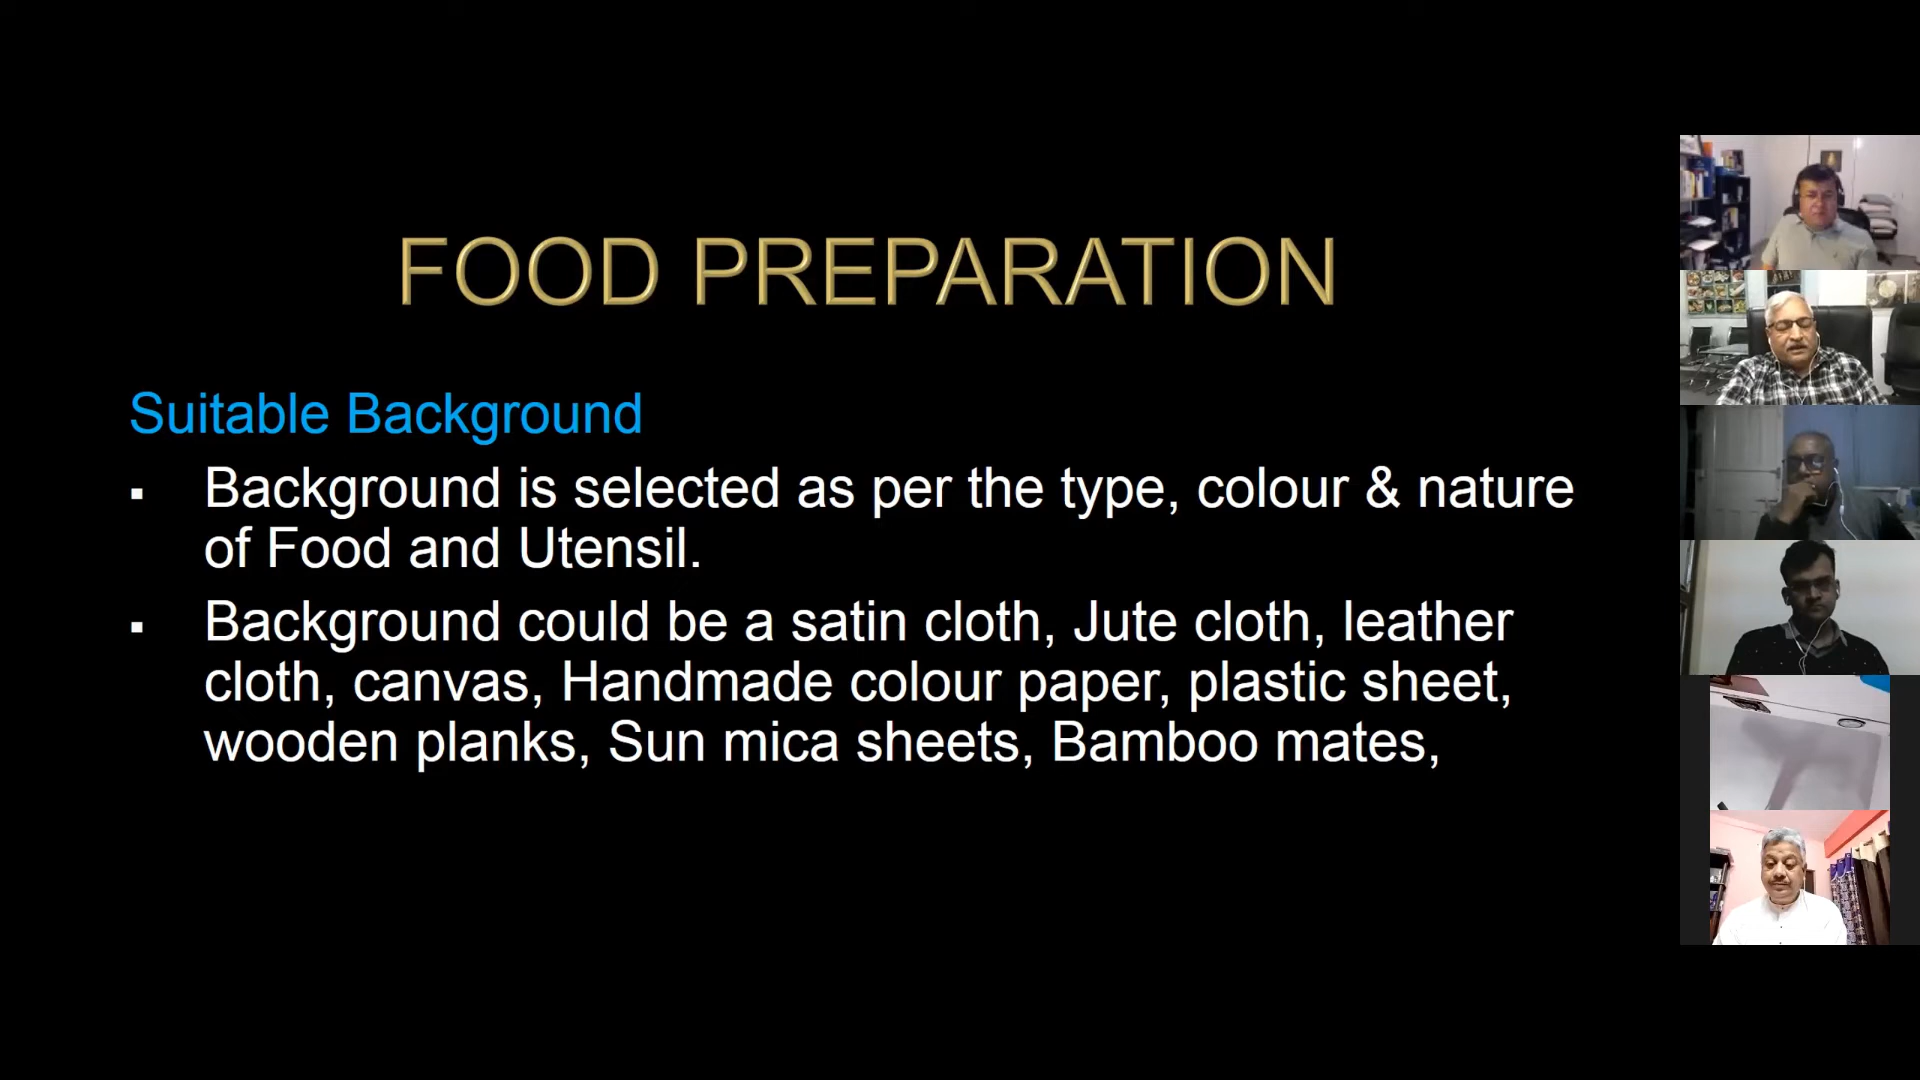 FOOD PREPARATION
Suitable Background
▪ Background is selected as per the type, colour & nature
of Food and Utensil.
▪ Background could be a satin cloth, Jute cloth, leather
cloth, canvas, Handmade colour paper, plastic sheet,
wooden planks, Sun mica sheets, Bamboo mates,